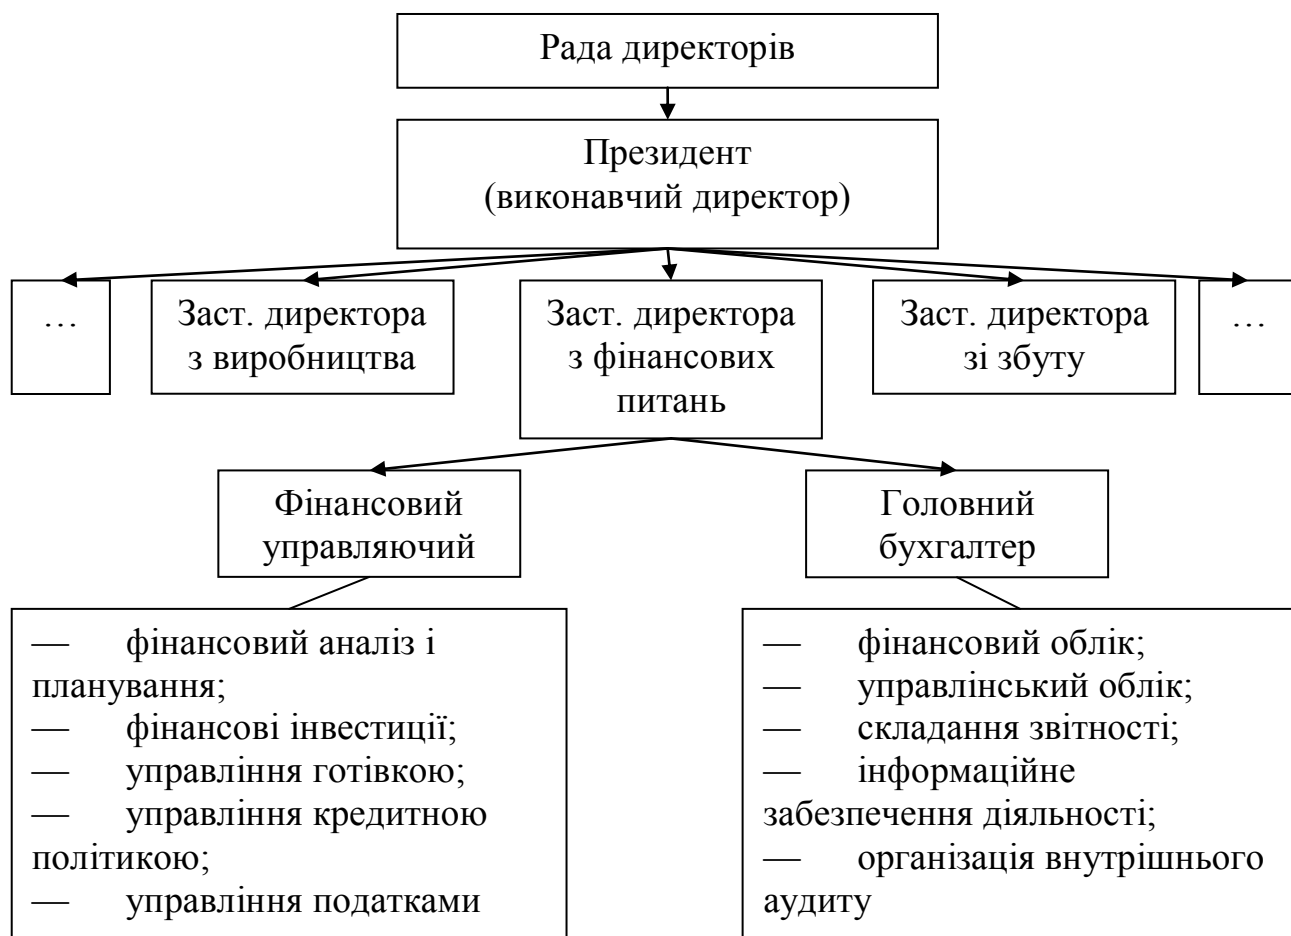 Рада директорів
Президент
(виконавчий директор)
…
Заст. директора
з виробництва
Заст. директора
з фінансових
питань
Заст. директора
зі збуту
…
Фінансовий
управляючий
Головний
бухгалтер
— фінансовий аналіз і
планування;
— фінансові інвестиції;
— управління готівкою;
— управління кредитною
політикою;
— управління податками
— фінансовий облік;
— управлінський облік;
— складання звітності;
— інформаційне
забезпечення діяльності;
— організація внутрішнього
аудиту